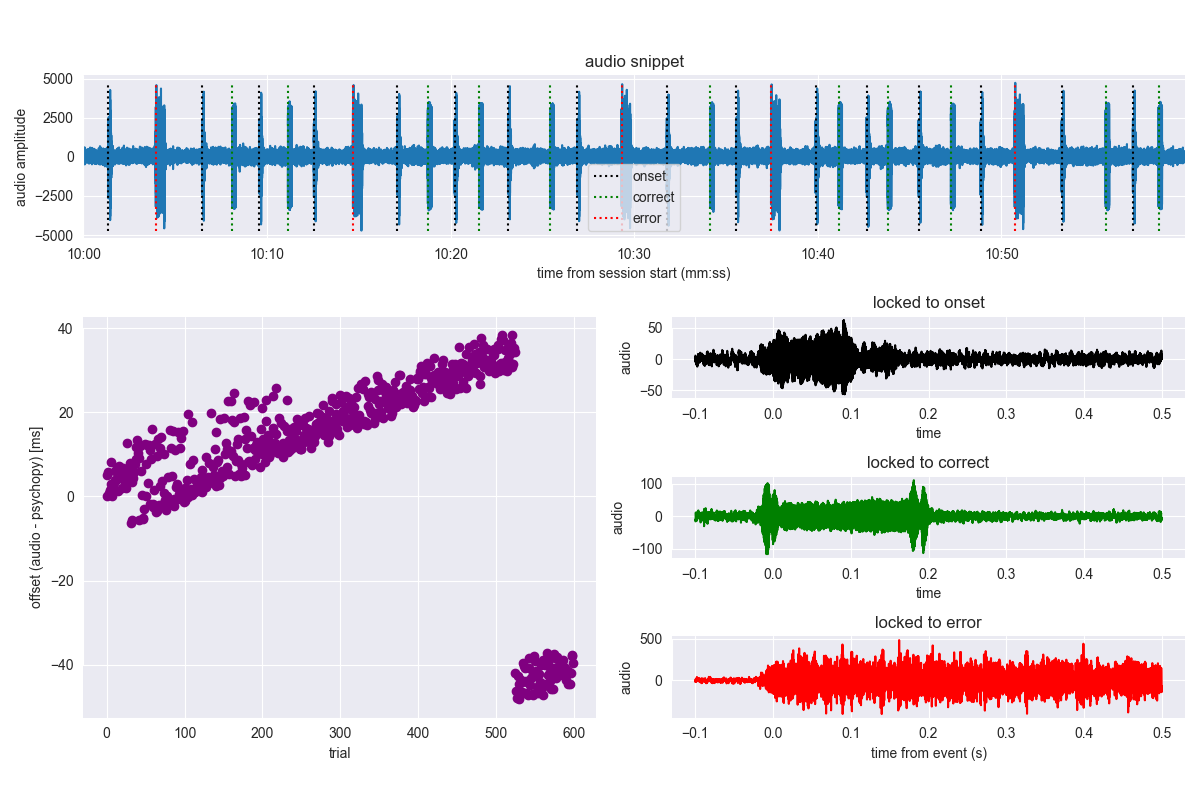 audio snippet
audio amplitude
5000
2500
0
−2500
−5000
onset
correct
error
10:00 10:10 10:20 10:30 10:40 10:50
time from session start (mm:ss)
offset (audio - psychopy) [ms]
40
20
0
−20
−40
0 100 200 300 400 500 600
trial
locked to onset
audio
50
0
−50
−0.1 0.0 0.1 0.2 0.3 0.4 0.5
time
locked to correct
audio
100
0
−100
−0.1 0.0 0.1 0.2 0.3 0.4 0.5
time
locked to error
audio
500
0
−0.1 0.0 0.1 0.2 0.3 0.4 0.5
time from event (s)